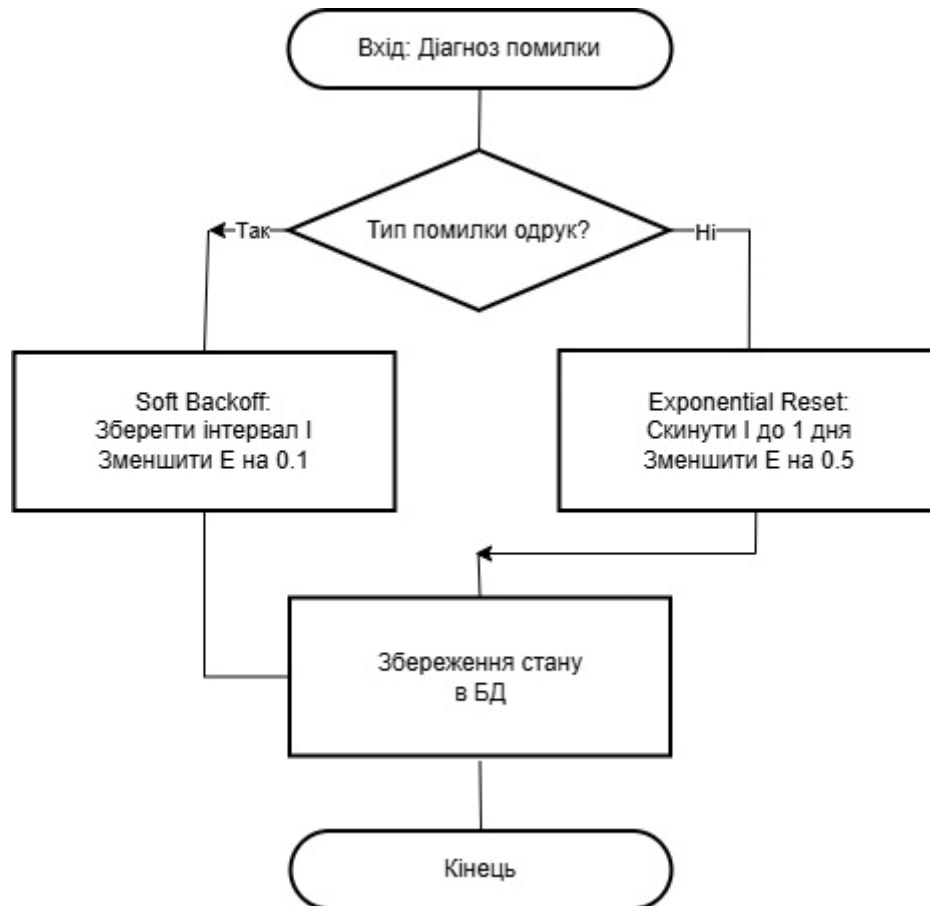 Вхід: Діагноз помилки
Тип помилки одрук?
Так
Ні
Soft Backoff:
Зберегти інтервал I
Зменшити E на 0.1
Exponential Reset:
Скинути I до 1 дня
Зменшити E на 0.5
Збереження стану
в БД
Кінець